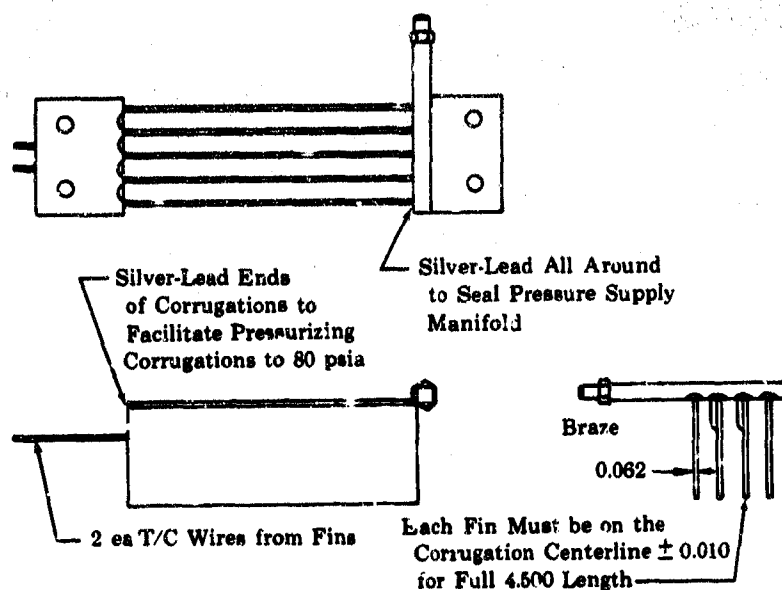 Silver-Lead Ends
of Corrugations to
Facilitate Pressurizing
Corrugations to 80 psia
Silver-Lead All Around
to Seal Pressure Supply
Manifold
Braze
0.062
2 ea T/C Wires from Fins
Each Fin Must be on the
Corrugation Centerline ± 0.010
for Full 4.500 Length